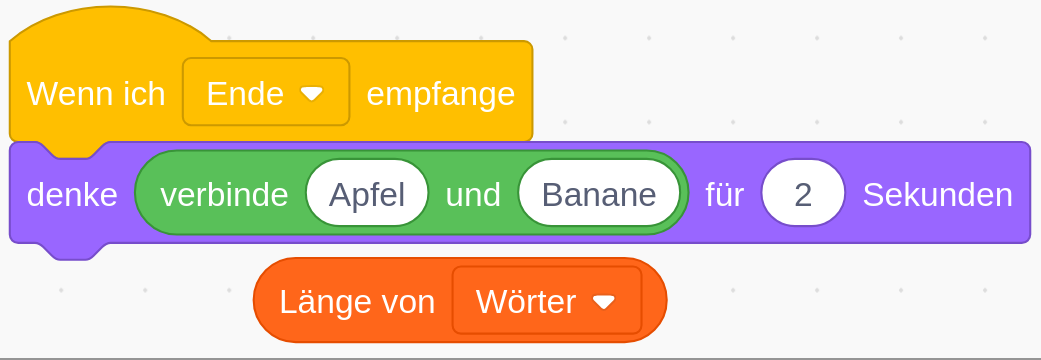 Wenn ich Ende empfange
denke verbinde Apfel und Banane für 2 Sekunden
Länge von Wörter